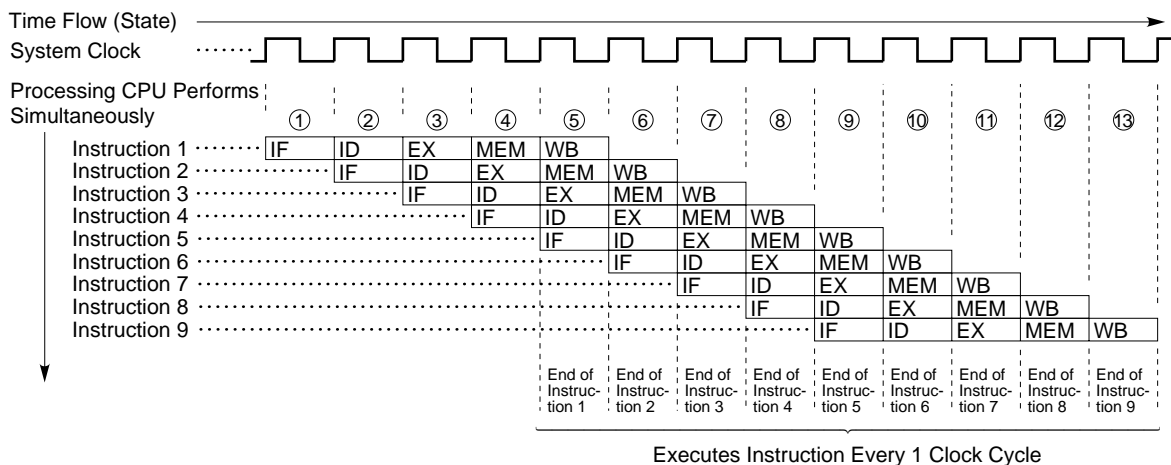 Time Flow (State)
System Clock
Processing CPU Performs
Simultaneously
① ② ③ ④ ⑤ ⑥ ⑦ ⑧ ⑨ ⑩ ⑪ ⑫ ⑬
Instruction 1 IF ID EX MEM WB
Instruction 2 IF ID EX MEM WB
Instruction 3 IF ID EX MEM WB
Instruction 4 IF ID EX MEM WB
Instruction 5 IF ID EX MEM WB
Instruction 6 IF ID EX MEM WB
Instruction 7 IF ID EX MEM WB
Instruction 8 IF ID EX MEM WB
Instruction 9 IF ID EX MEM WB
End of End of End of End of End of End of End of End of End of
Instruc- Instruc- Instruc- Instruc- Instruc- Instruc- Instruc- Instruc- Instruc-
tion 1 tion 2 tion 3 tion 4 tion 5 tion 6 tion 7 tion 8 tion 9
Executes Instruction Every 1 Clock Cycle